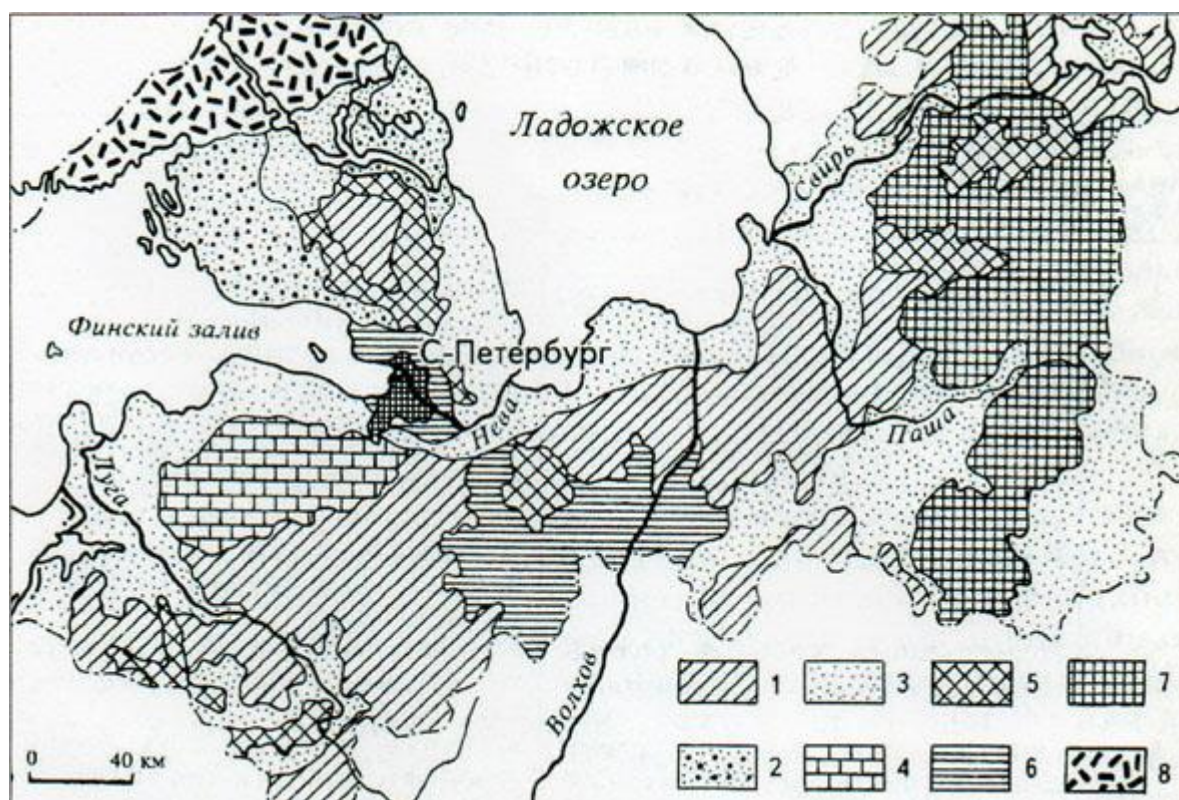 Ладожское
озеро
Свирь
Финский залив
С.-Петербург
Нева
Паша
Луга
Волхов
0 40 км
1 3 5 7
2 4 6 8